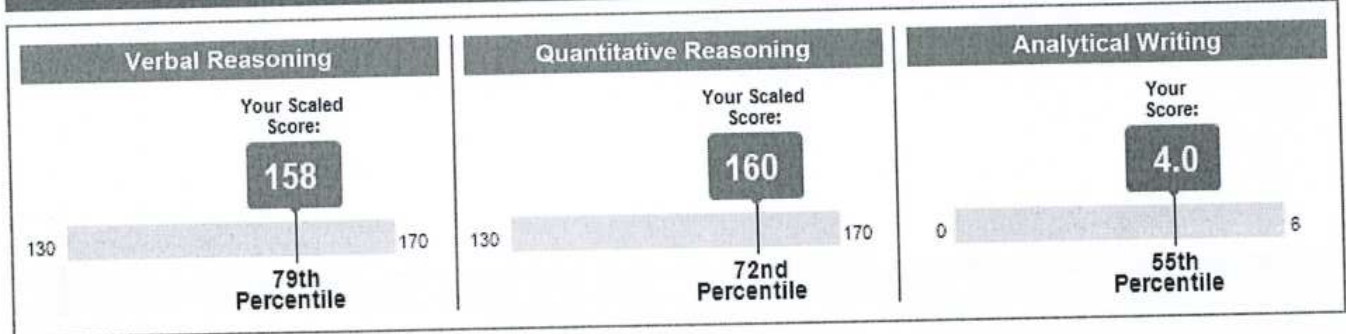 Verbal Reasoning
Your Scaled
Score:
158
130
170
79th
Percentile
Quantitative Reasoning
Your Scaled
Score:
160
130
170
72nd
Percentile
Analytical Writing
Your
Score:
4.0
0
6
55th
Percentile